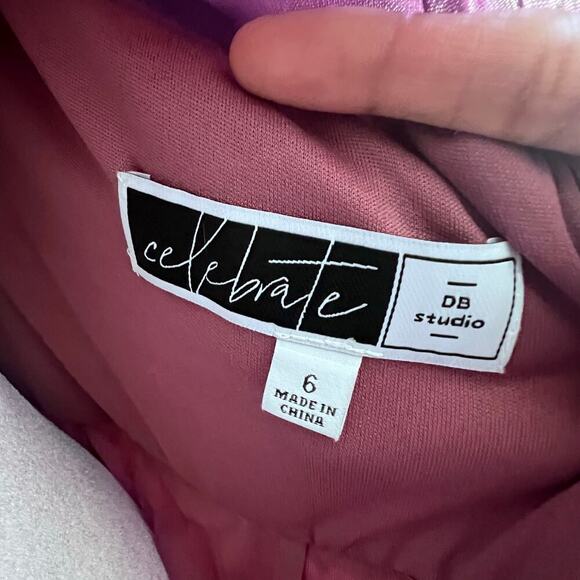 celebrate
DB
studio
6
MADE IN
CHINA